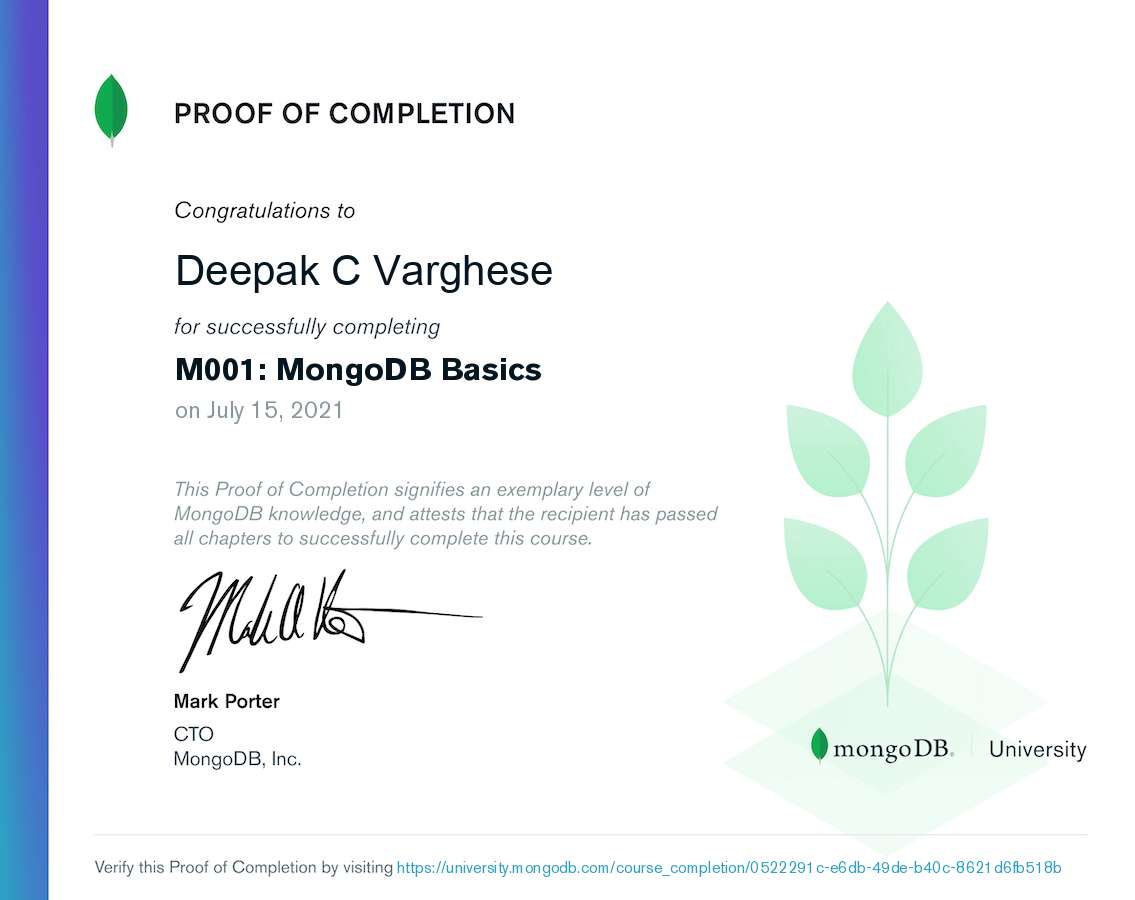 PROOF OF COMPLETION
Congratulations to
Deepak C Varghese
for successfully completing
M001: MongoDB Basics
on July 15, 2021
This Proof of Completion signifies an exemplary level of
MongoDB knowledge, and attests that the recipient has passed
all chapters to successfully complete this course.
Mark Porter
CTO
MongoDB, Inc.
mongoDB® University
Verify this Proof of Completion by visiting https://university.mongodb.com/course_completion/0522291c-e6db-49de-b40c-8621d6fb518b